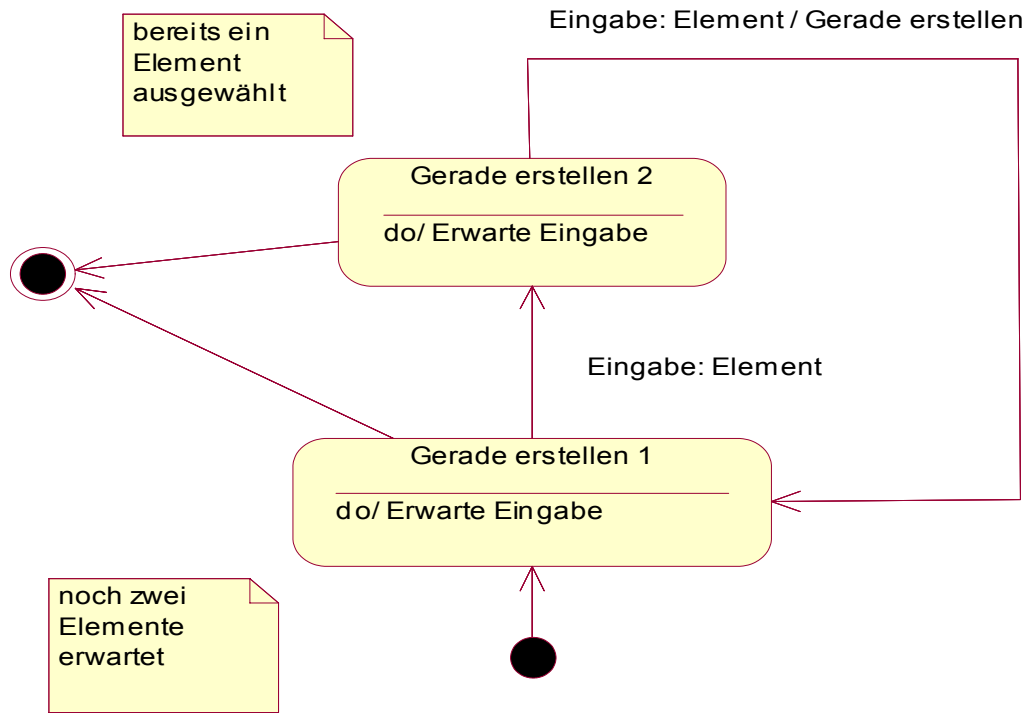 Eingabe: Element / Gerade erstellen
bereits ein
Element
ausgewählt
Gerade erstellen 2
do/ Erwarte Eingabe
Eingabe: Element
Gerade erstellen 1
do/ Erwarte Eingabe
noch zwei
Elemente
erwartet